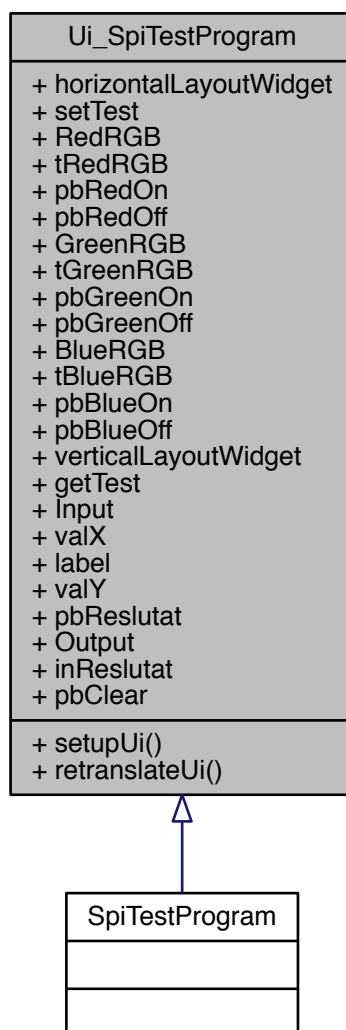 Ui_SpiTestProgram
+ horizontalLayoutWidget
+ setTest
+ RedRGB
+ tRedRGB
+ pbRedOn
+ pbRedOff
+ GreenRGB
+ tGreenRGB
+ pbGreenOn
+ pbGreenOff
+ BlueRGB
+ tBlueRGB
+ pbBlueOn
+ pbBlueOff
+ verticalLayoutWidget
+ getTest
+ Input
+ valX
+ label
+ valY
+ pbReslutat
+ Output
+ inReslutat
+ pbClear
+ setupUi()
+ retranslateUi()
SpiTestProgram